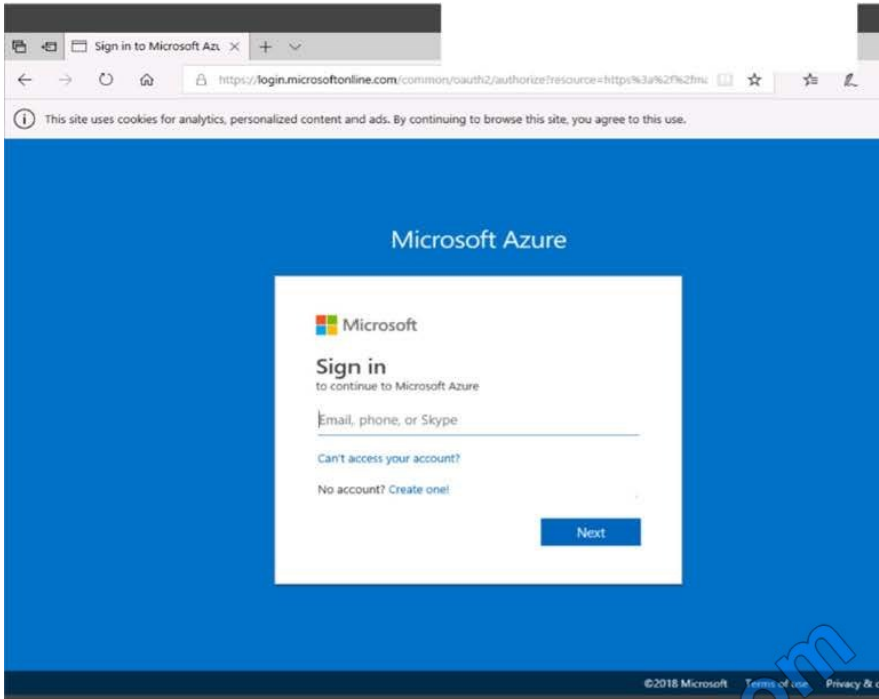 Sign in to Microsoft Azu
https://login.microsoftonline.com/common/oauth2/authorize?resource=https%3a%2f%2fma
This site uses cookies for analytics, personalized content and ads. By continuing to browse this site, you agree to this use.
Microsoft Azure
Microsoft
Sign in
to continue to Microsoft Azure
Email, phone, or Skype
Can't access your account?
No account? Create one!
Next
©2018 Microsoft Terms of use Privacy & c
om